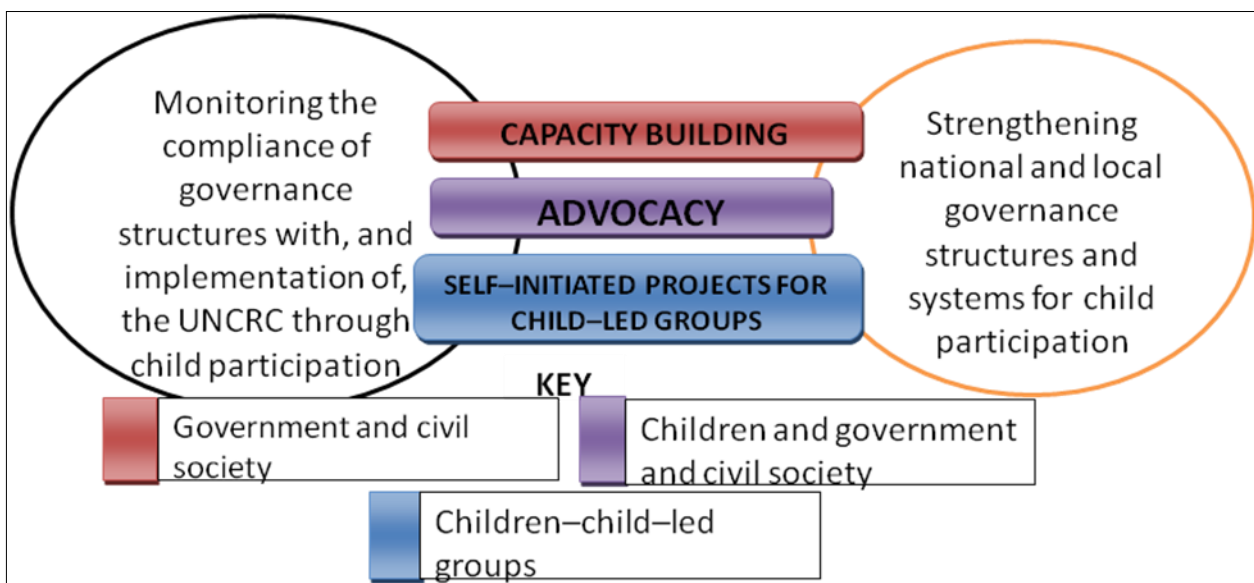 Monitoring the
compliance of
governance
structures with, and
implementation of,
the UNCRC through
child participation
CAPACITY BUILDING
ADVOCACY
SELF–INITIATED PROJECTS FOR
CHILD–LED GROUPS
Strengthening
national and local
governance
structures and
systems for child
participation
KEY
Government and civil
society
Children and government
and civil society
Children–child–led
groups